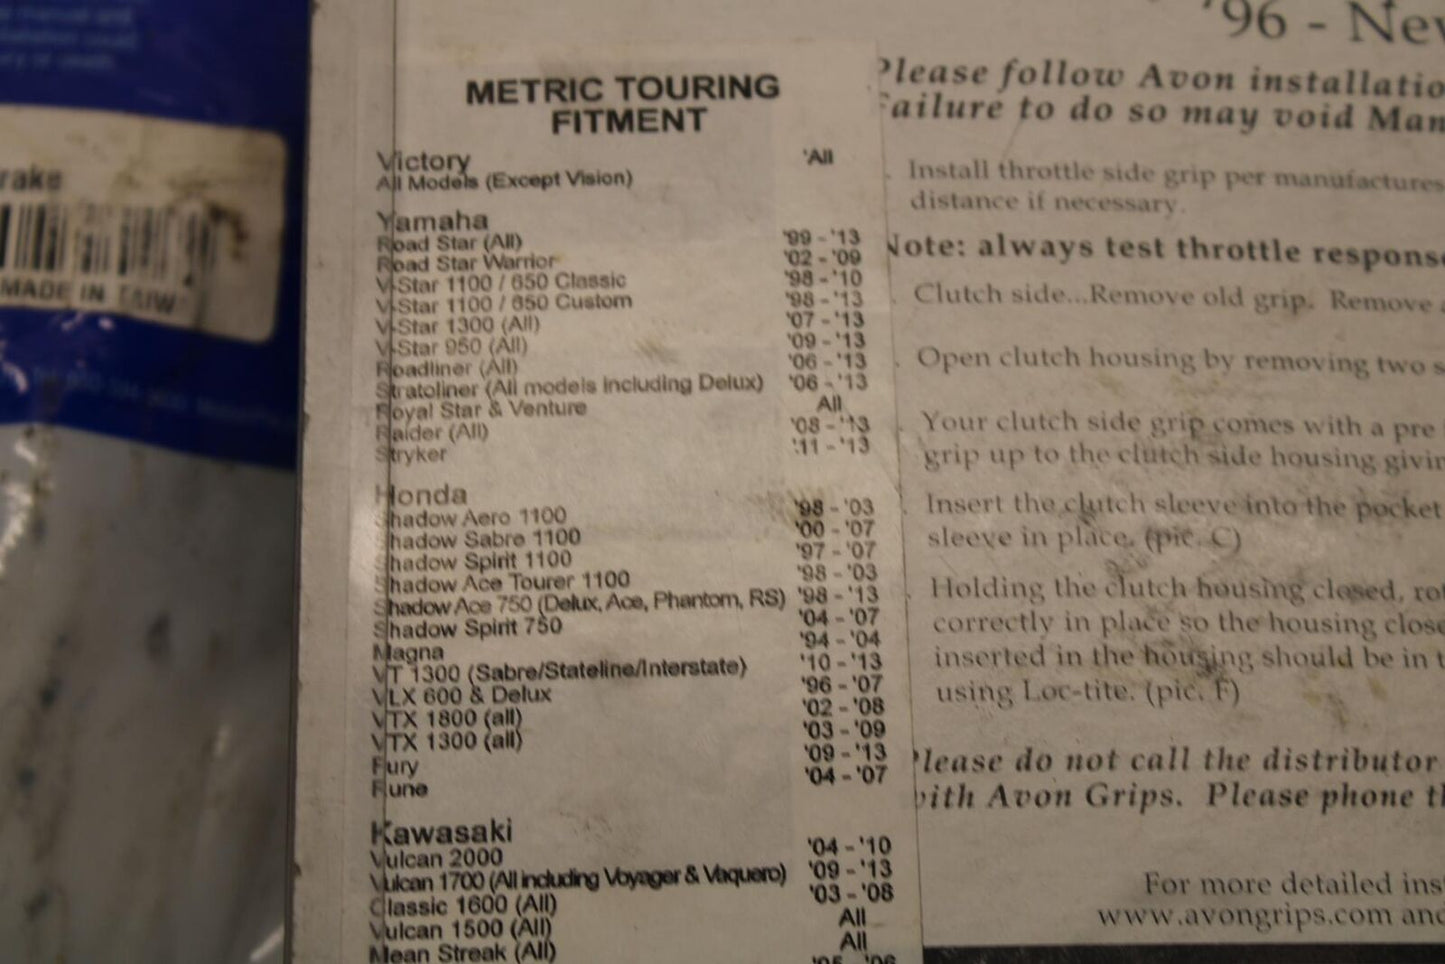 rake
MADE IN TAIW
METRIC TOURING
FITMENT
Victory 'All
All Models (Except Vision)
Yamaha
Road Star (All) '99 - '13
Road Star Warrior '02 - '09
V-Star 1100 / 650 Classic '98 - '10
V-Star 1100 / 650 Custom '98 - '13
V-Star 1300 (All) '07 - '13
V-Star 950 (All) '09 - '13
Roadliner (All) '06 - '13
Stratoliner (All models including Delux) '06 - '13
Royal Star & Venture All
Raider (All) '08 - '13
Stryker '11 - '13
Honda
Shadow Aero 1100 '98 - '03
Shadow Sabre 1100 '00 - '07
Shadow Spirit 1100 '97 - '07
Shadow Ace Tourer 1100 '98 - '03
Shadow Ace 750 (Delux, Ace, Phantom, RS) '98 - '13
Shadow Spirit 750 '04 - '07
Magna '94 - '04
VT 1300 (Sabre/Stateline/Interstate) '10 - '13
VLX 600 & Delux '96 - '07
VTX 1800 (all) '02 - '08
VTX 1300 (all) '03 - '09
Fury '09 - '13
Rune '04 - '07
Kawasaki
Vulcan 2000 '04 - '10
Vulcan 1700 (All including Voyager & Vaquero) '09 - '13
Classic 1600 (All) '03 - '08
Vulcan 1500 (All) All
Mean Streak (All) All
'96 - New
Please follow Avon installatio
Failure to do so may void Man
Install throttle side grip per manufactures
distance if necessary.
Note: always test throttle response
Clutch side...Remove old grip. Remove
Open clutch housing by removing two s
Your clutch side grip comes with a pre
grip up to the clutch side housing givin
Insert the clutch sleeve into the pocket
sleeve in place. (pic. C)
Holding the clutch housing closed, rot
correctly in place so the housing close
inserted in the housing should be in t
using Loc-tite. (pic. F)
Please do not call the distributor
with Avon Grips. Please phone th
For more detailed inst
www.avongrips.com and